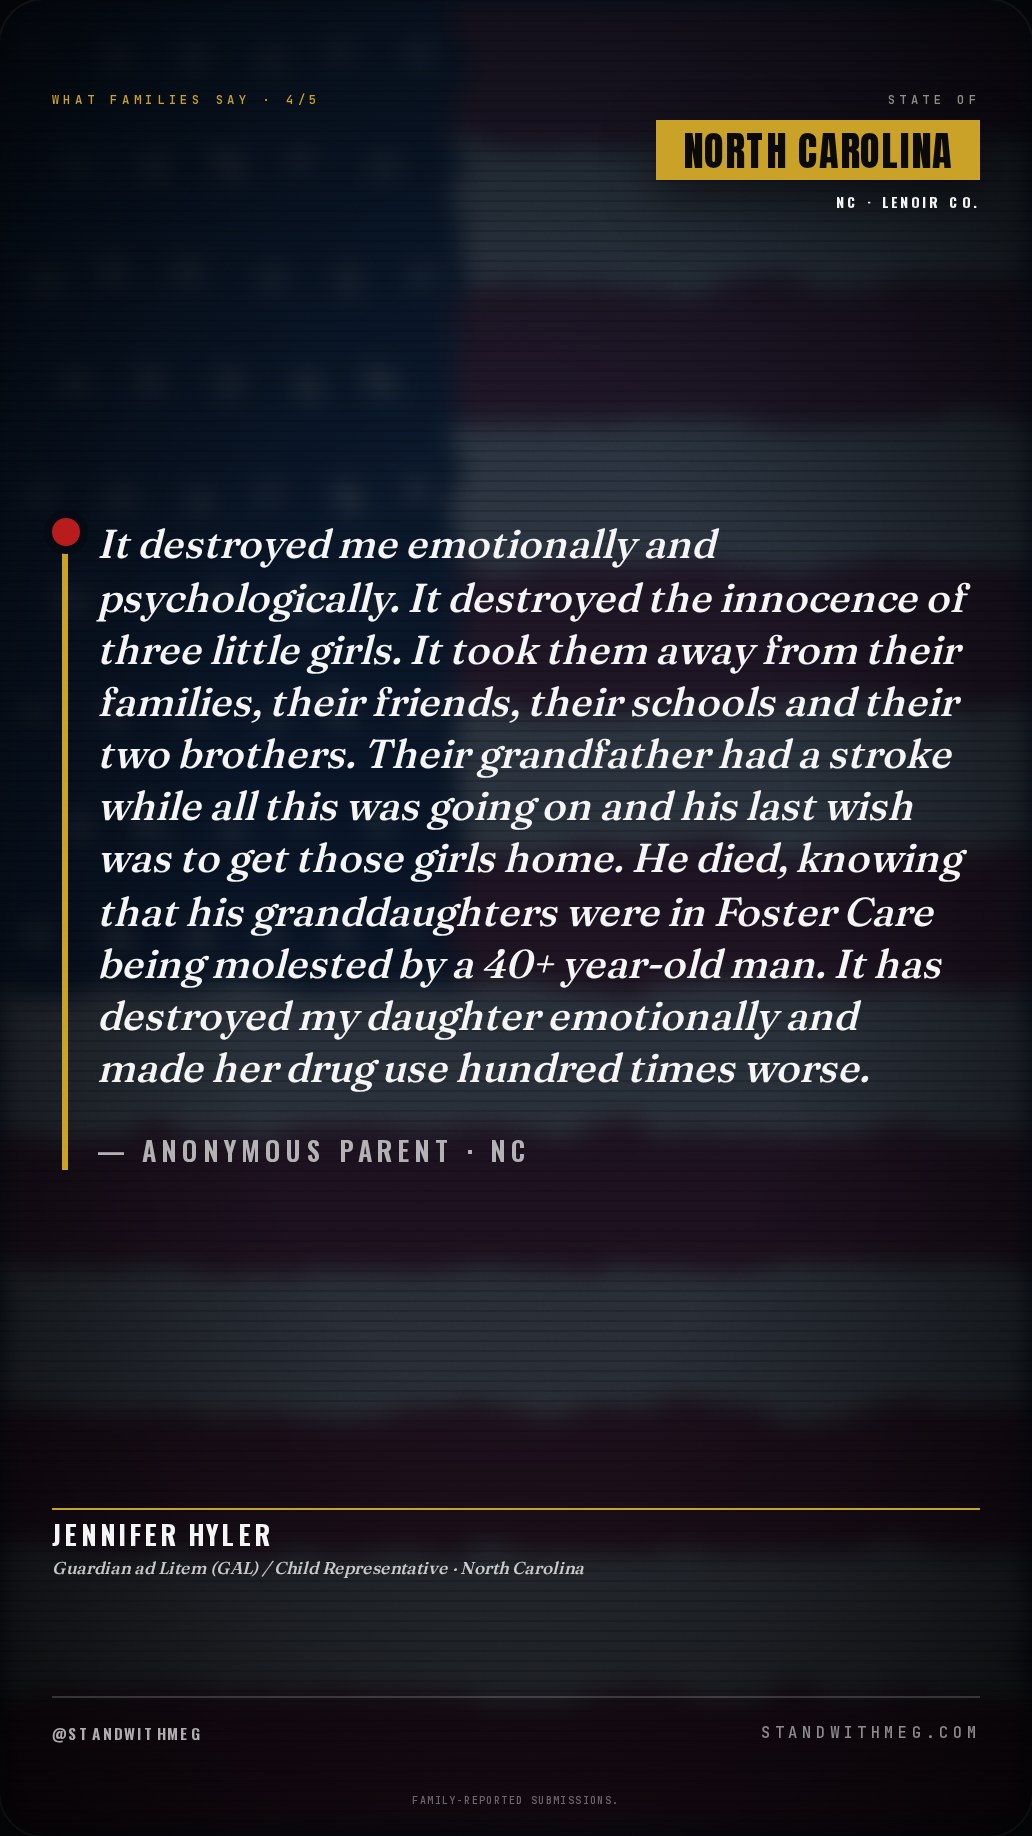 WHAT FAMILIES SAY · 4/5
STATE OF
NORTH CAROLINA
NC · LENOIR CO.
It destroyed me emotionally and
psychologically. It destroyed the innocence of
three little girls. It took them away from their
families, their friends, their schools and their
two brothers. Their grandfather had a stroke
while all this was going on and his last wish
was to get those girls home. He died, knowing
that his granddaughters were in Foster Care
being molested by a 40+ year-old man. It has
destroyed my daughter emotionally and
made her drug use hundred times worse.
— ANONYMOUS PARENT · NC
JENNIFER HYLER
Guardian ad Litem (GAL) / Child Representative · North Carolina
@STANDWITHMEG
STANDWITHMEG.COM
FAMILY-REPORTED SUBMISSIONS.